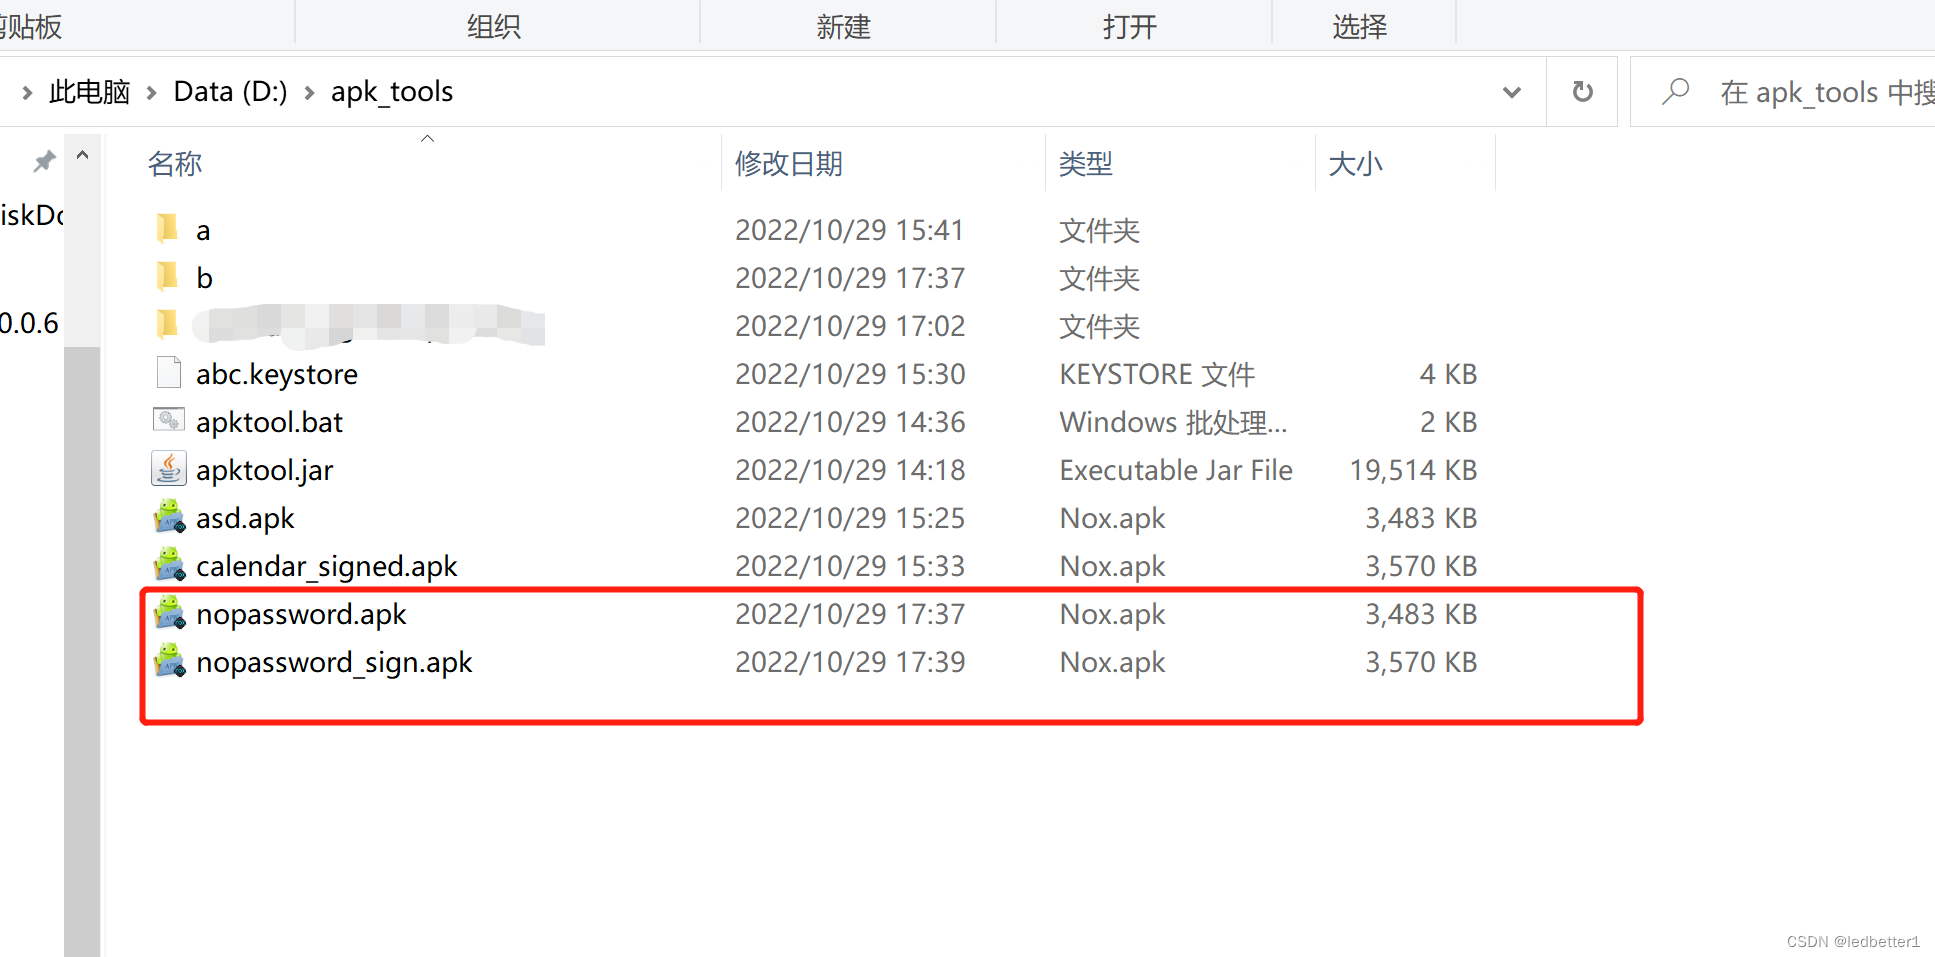 贴板 组织 新建 打开 选择
此电脑 Data (D:) apk_tools 在 apk_tools 中搜
名称 修改日期 类型 大小
iskDo
0.0.6
a 2022/10/29 15:41 文件夹
b 2022/10/29 17:37 文件夹
2022/10/29 17:02 文件夹
abc.keystore 2022/10/29 15:30 KEYSTORE 文件 4 KB
apktool.bat 2022/10/29 14:36 Windows 批处理... 2 KB
apktool.jar 2022/10/29 14:18 Executable Jar File 19,514 KB
asd.apk 2022/10/29 15:25 Nox.apk 3,483 KB
calendar_signed.apk 2022/10/29 15:33 Nox.apk 3,570 KB
nopassword.apk 2022/10/29 17:37 Nox.apk 3,483 KB
nopassword_sign.apk 2022/10/29 17:39 Nox.apk 3,570 KB
CSDN @ledbetter1